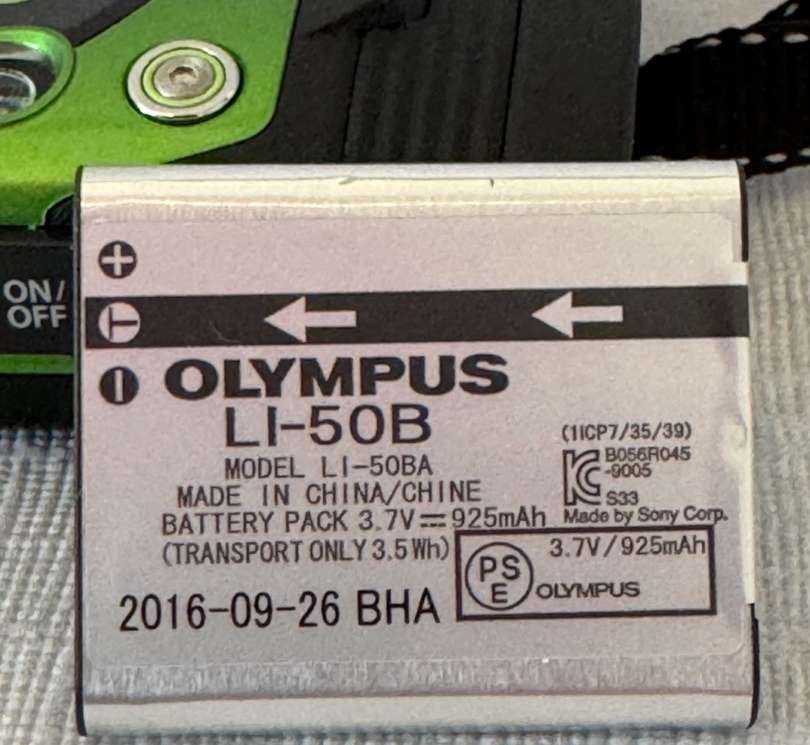 ON/
OFF
+
T
−
OLYMPUS
LI-50B
MODEL LI-50BA
MADE IN CHINA/CHINE
BATTERY PACK 3.7V⎓925mAh
(TRANSPORT ONLY 3.5 Wh)
2016-09-26 BHA
(1ICP7/35/39)
B056R045
-9005
S33
Made by Sony Corp.
PS
E
3.7V/925mAh
OLYMPUS